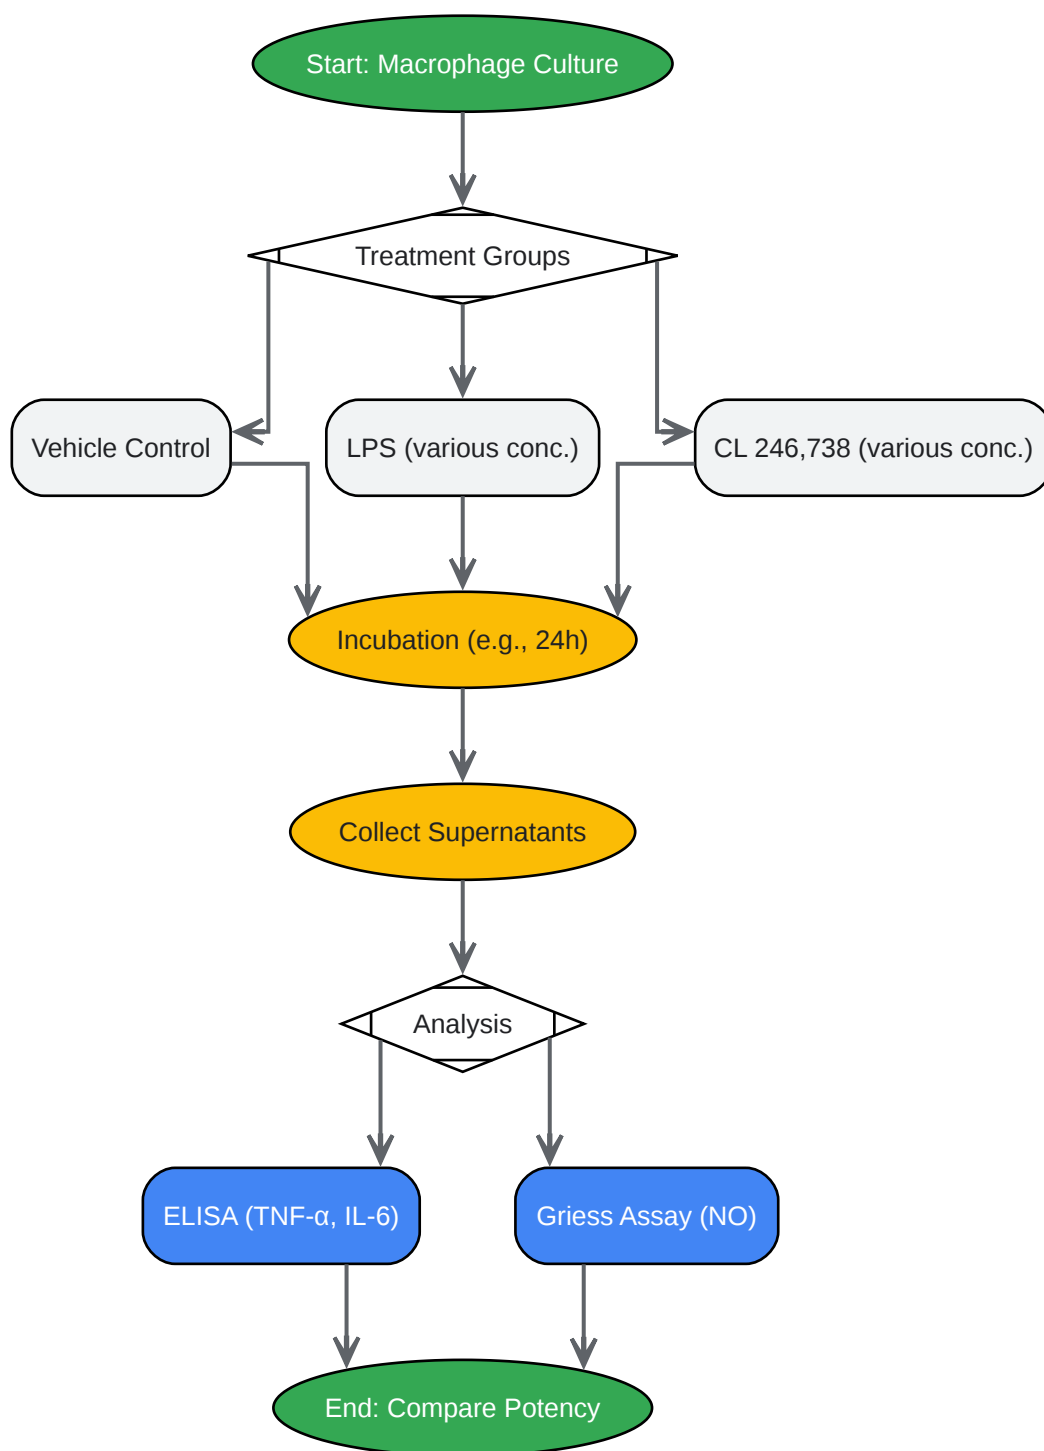 Start: Macrophage Culture
Treatment Groups
Vehicle Control
LPS (various conc.)
CL 246,738 (various conc.)
Incubation (e.g., 24h)
Collect Supernatants
Analysis
ELISA (TNF-α, IL-6)
Griess Assay (NO)
End: Compare Potency